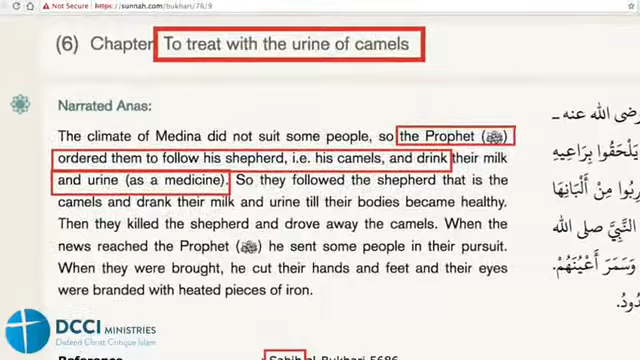 Not Secure https://sunnah.com/bukhari/76/9
(6) Chapter To treat with the urine of camels
Narrated Anas:
رضى الله عنه ـ
The climate of Medina did not suit some people, so the Prophet (ﷺ)
يَلْحَقُوا بِرَاعِيهِ
ordered them to follow his shepherd, i.e. his camels, and drink their milk
and urine (as a medicine). So they followed the shepherd that is the
مِنْ أَلْبَانِهَا
camels and drank their milk and urine till their bodies became healthy.
Then they killed the shepherd and drove away the camels. When the
النَّبِيَّ صلى الله
news reached the Prophet (ﷺ) he sent some people in their pursuit.
When they were brought, he cut their hands and feet and their eyes
وَسَمَرَ أَعْيُنَهُمْ.
were branded with heated pieces of iron.
DCCI MINISTRIES
Defend Christ Critique Islam
Reference Sahih al-Bukhari 5686